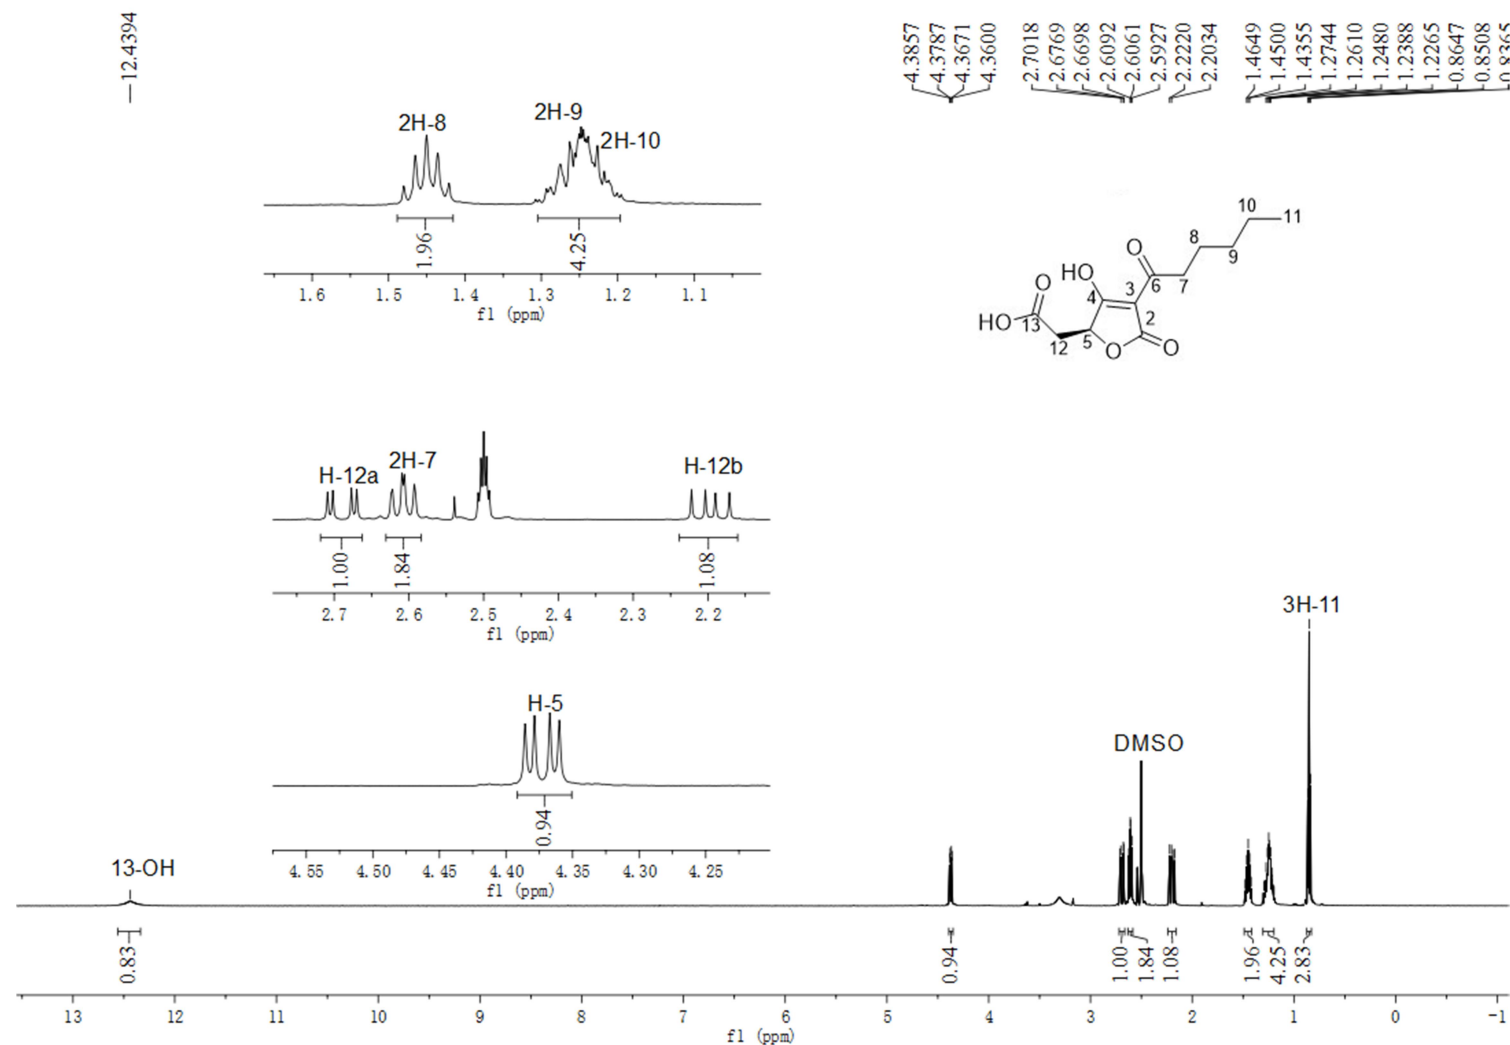 —12.4394
4.3857
4.3787
4.3671
4.3600
2.7018
2.6769
2.6698
2.6092
2.6061
2.5927
2.2220
2.2034
1.4649
1.4500
1.4355
1.2744
1.2610
1.2480
1.2388
1.2265
0.8647
0.8508
0.8365
2H-8
2H-9
2H-10
1.96
4.25
1.6 1.5 1.4 1.3 1.2 1.1
f1 (ppm)
10
11
8
9
O
HO
6
7
3
4
O
2
13
HO
12
5
O
O
H-12a
2H-7
H-12b
1.00
1.84
1.08
2.7 2.6 2.5 2.4 2.3 2.2
f1 (ppm)
3H-11
H-5
DMSO
0.94
4.55 4.50 4.45 4.40 4.35 4.30 4.25
f1 (ppm)
13-OH
0.83
0.94
1.00
1.84
1.08
1.96
4.25
2.83
13 12 11 10 9 8 7 6 5 4 3 2 1 0 -1
f1 (ppm)